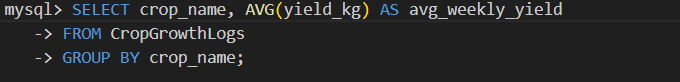 mysql> SELECT crop_name, AVG(yield_kg) AS avg_weekly_yield
-> FROM CropGrowthLogs
-> GROUP BY crop_name;